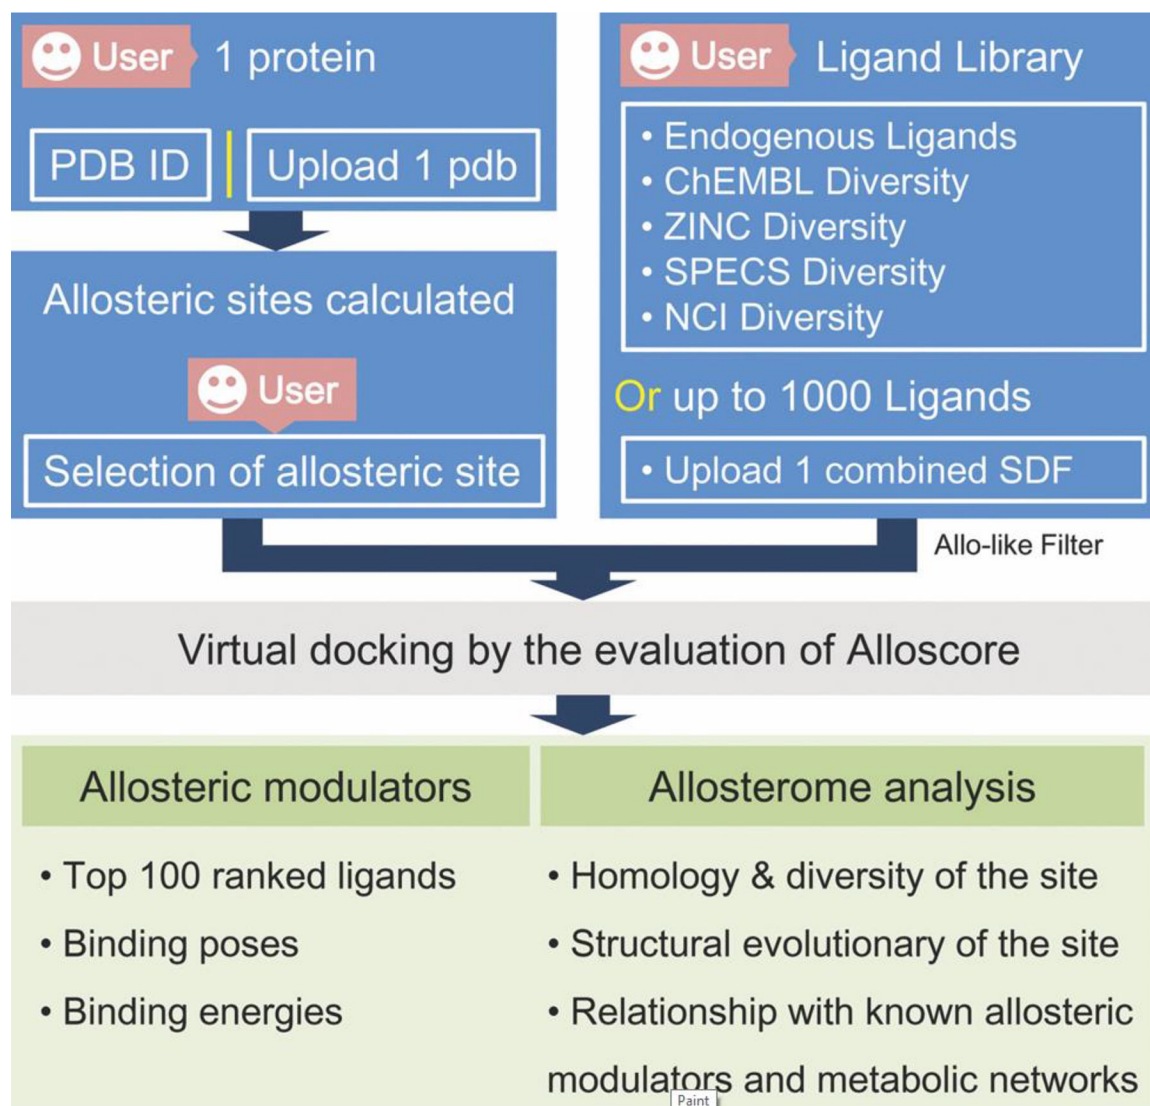 User 1 protein
PDB ID | Upload 1 pdb
Allosteric sites calculated
User
Selection of allosteric site
User Ligand Library
• Endogenous Ligands
• ChEMBL Diversity
• ZINC Diversity
• SPECS Diversity
• NCI Diversity
Or up to 1000 Ligands
• Upload 1 combined SDF
Allo-like Filter
Virtual docking by the evaluation of Alloscore
Allosteric modulators
• Top 100 ranked ligands
• Binding poses
• Binding energies
Allosterome analysis
• Homology & diversity of the site
• Structural evolutionary of the site
• Relationship with known allosteric
modulators and metabolic networks
Paint